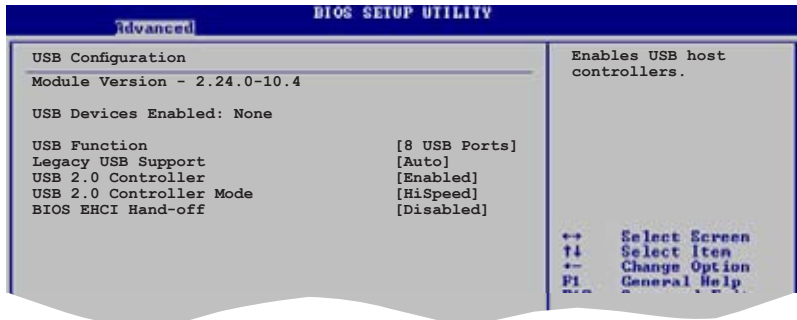 BIOS SETUP UTILITY
Advanced
USB Configuration
Module Version - 2.24.0-10.4
USB Devices Enabled: None
USB Function [8 USB Ports]
Legacy USB Support [Auto]
USB 2.0 Controller [Enabled]
USB 2.0 Controller Mode [HiSpeed]
BIOS EHCI Hand-off [Disabled]
Enables USB host
controllers.
↔ Select Screen
↑↓ Select Item
+- Change Option
F1 General Help